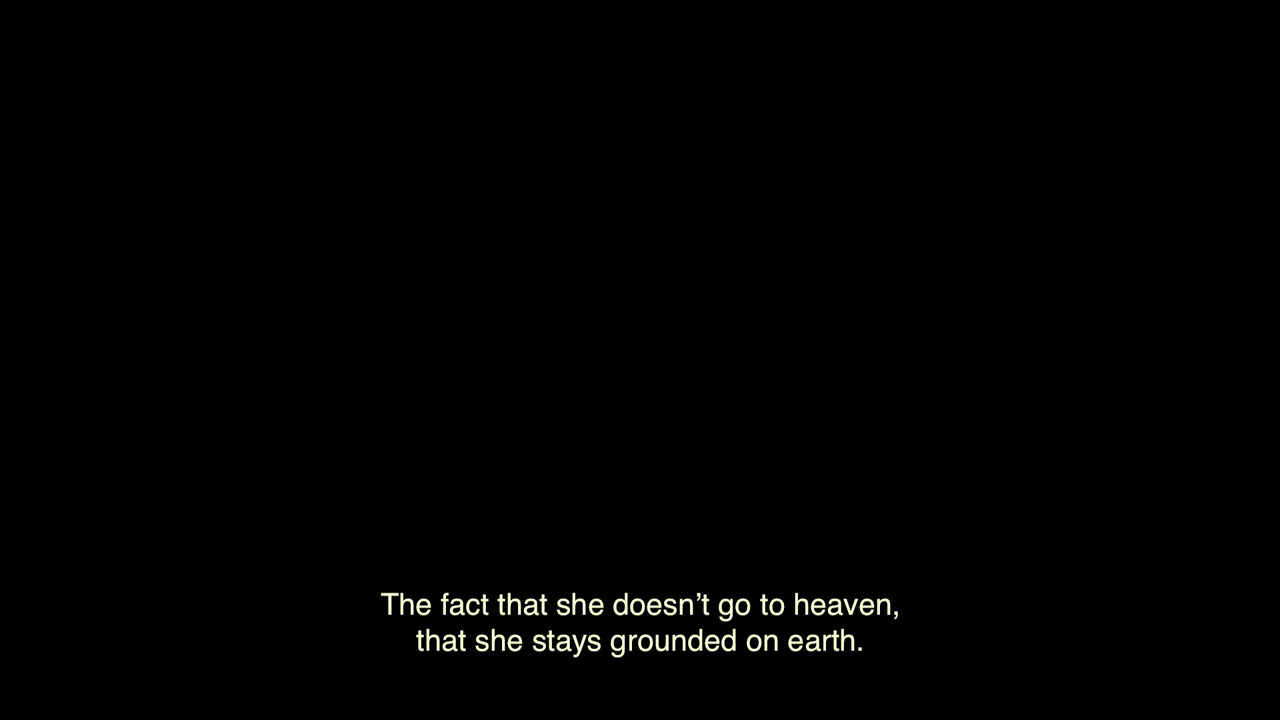 The fact that she doesn’t go to heaven,
that she stays grounded on earth.